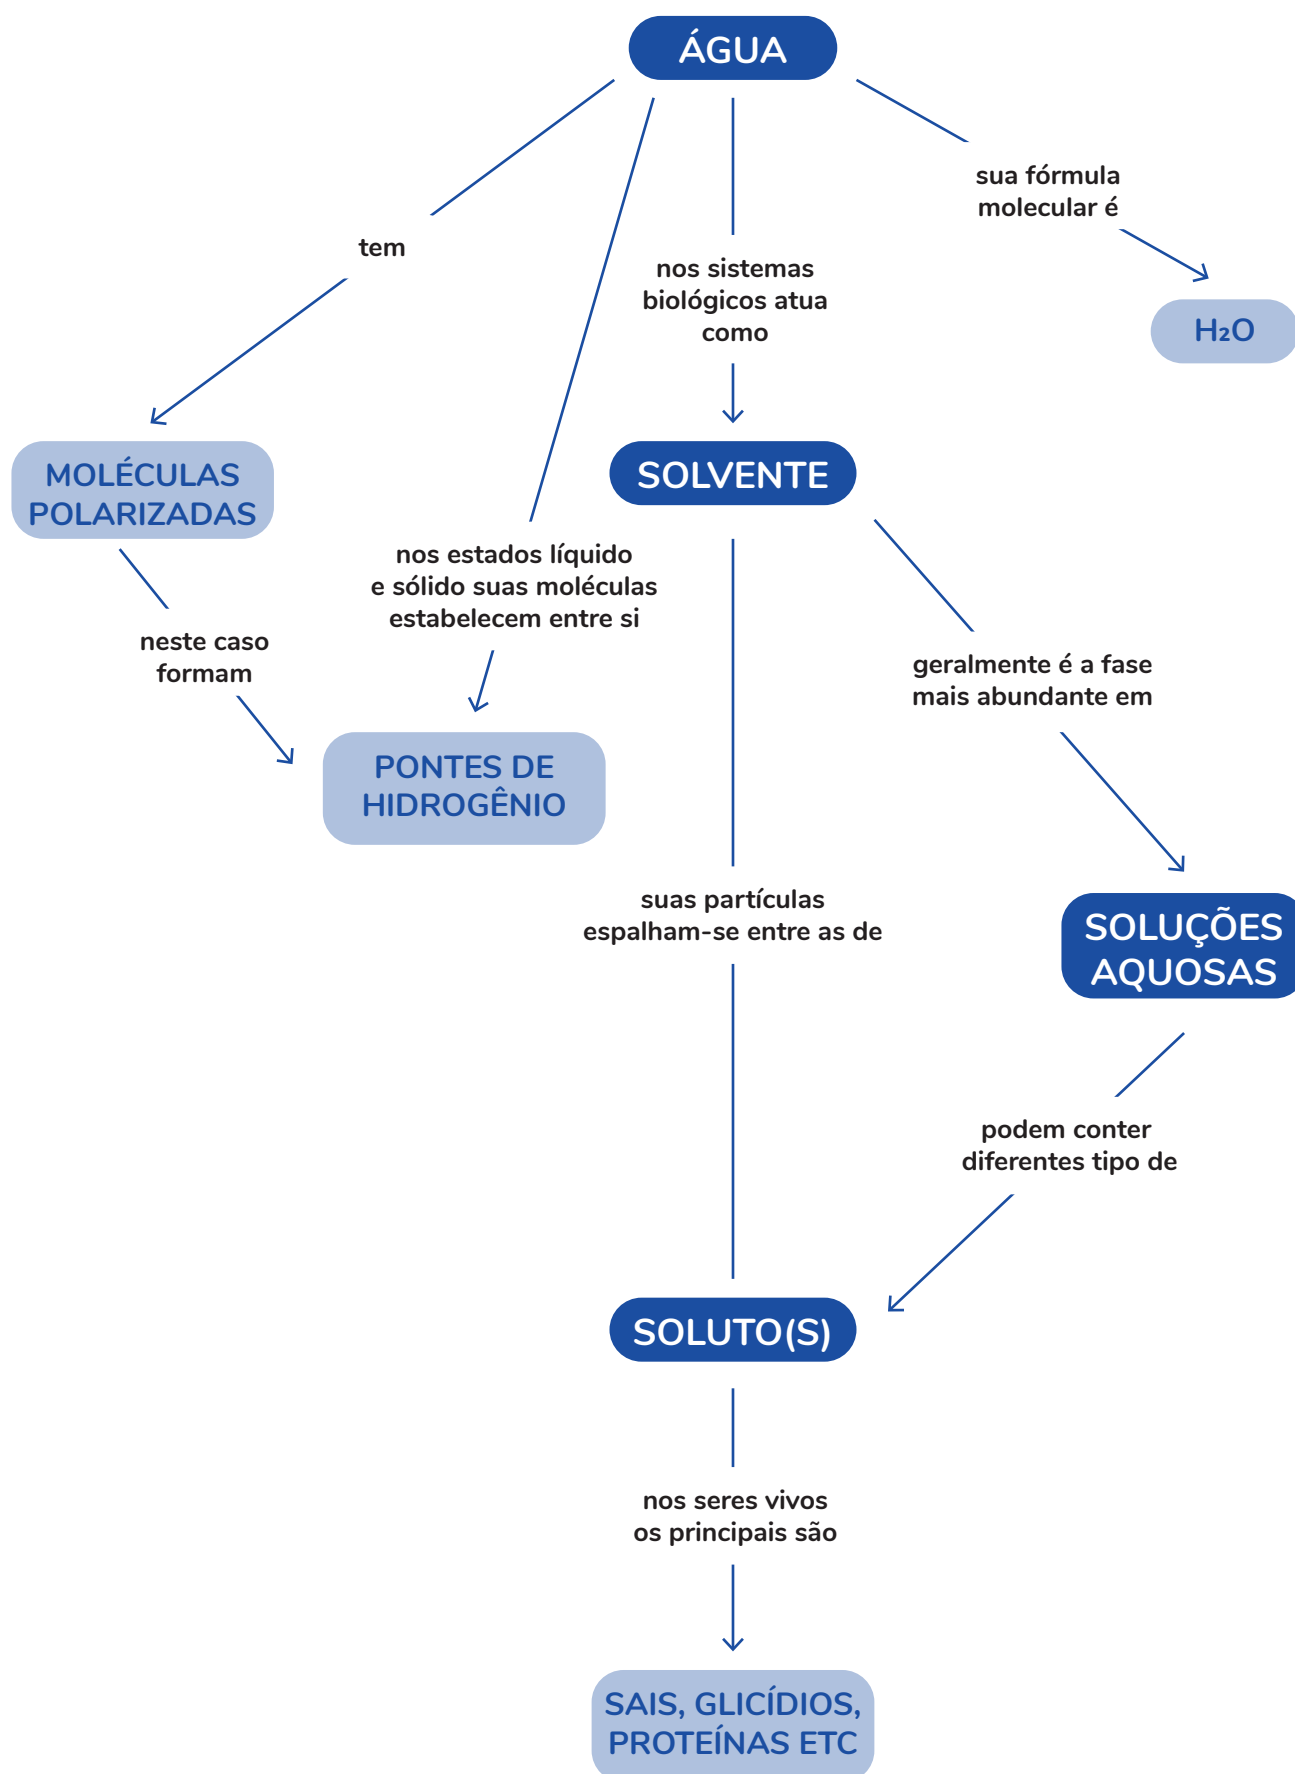 ÁGUA
sua fórmula
molecular é
tem
nos sistemas
biológicos atua
como
H₂O
MOLÉCULAS
POLARIZADAS
SOLVENTE
nos estados líquido
e sólido suas moléculas
estabelecem entre si
neste caso
formam
geralmente é a fase
mais abundante em
PONTES DE
HIDROGÊNIO
suas partículas
espalham-se entre as de
SOLUÇÕES
AQUOSAS
podem conter
diferentes tipo de
SOLUTO(S)
nos seres vivos
os principais são
SAIS, GLICÍDIOS,
PROTEÍNAS ETC